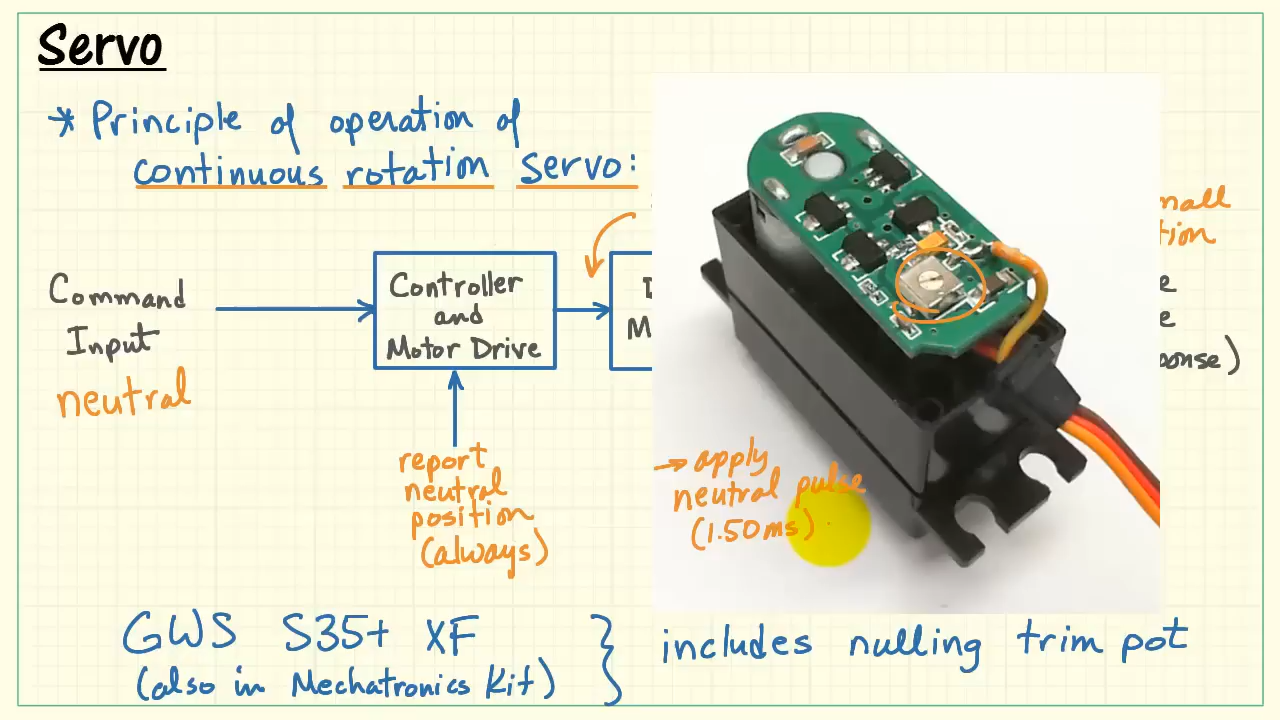 Servo
* Principle of operation of
continuous rotation servo:
Command
Input
neutral
Controller
and
Motor Drive
report
neutral
position
(always)
→ apply
neutral pulse
(1.50ms)
GWS S35+ XF
(also in Mechatronics Kit)
includes nulling trim pot